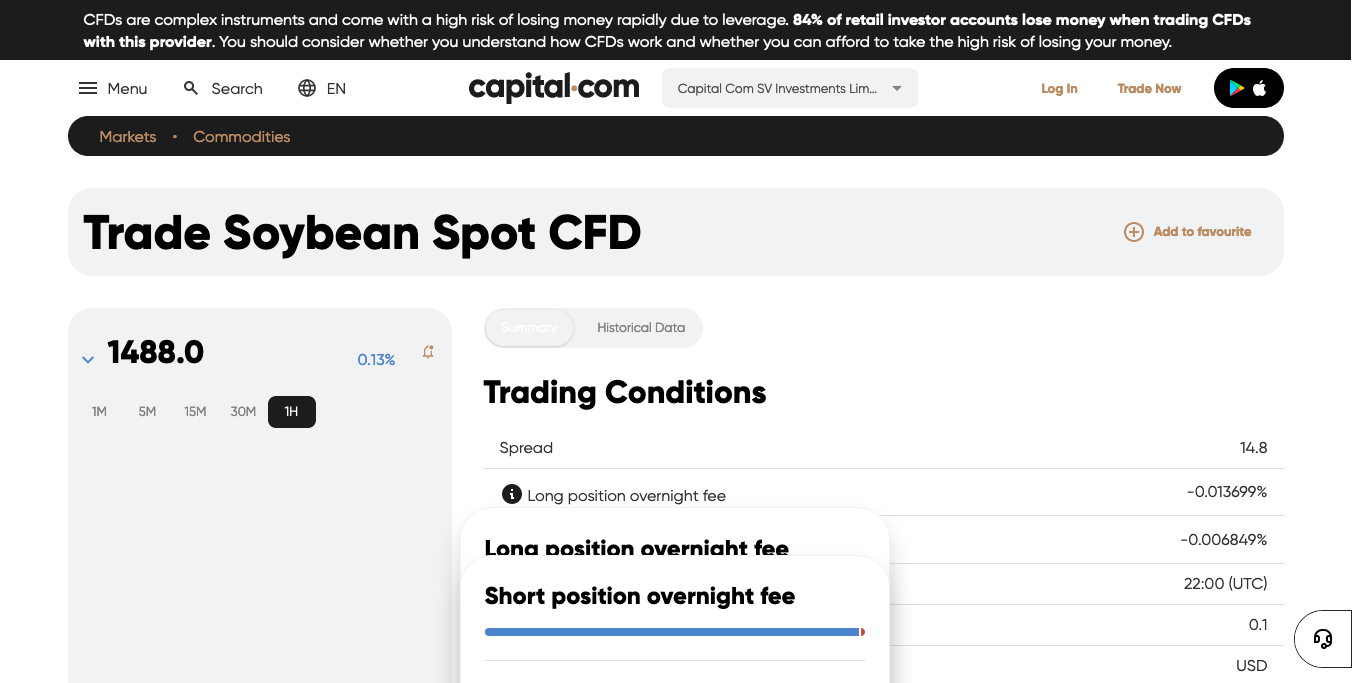 CFDs are complex instruments and come with a high risk of losing money rapidly due to leverage. 84% of retail investor accounts lose money when trading CFDs
with this provider. You should consider whether you understand how CFDs work and whether you can afford to take the high risk of losing your money.
Menu Search EN capital.com Capital Com SV Investments Lim... Log In Trade Now
Markets • Commodities
Trade Soybean Spot CFD Add to favourite
1488.0 0.13%
1M 5M 15M 30M 1H
Summary Historical Data
Trading Conditions
Spread 14.8
Long position overnight fee -0.013699%
Long position overnight fee -0.006849%
Short position overnight fee 22:00 (UTC)
0.1
USD